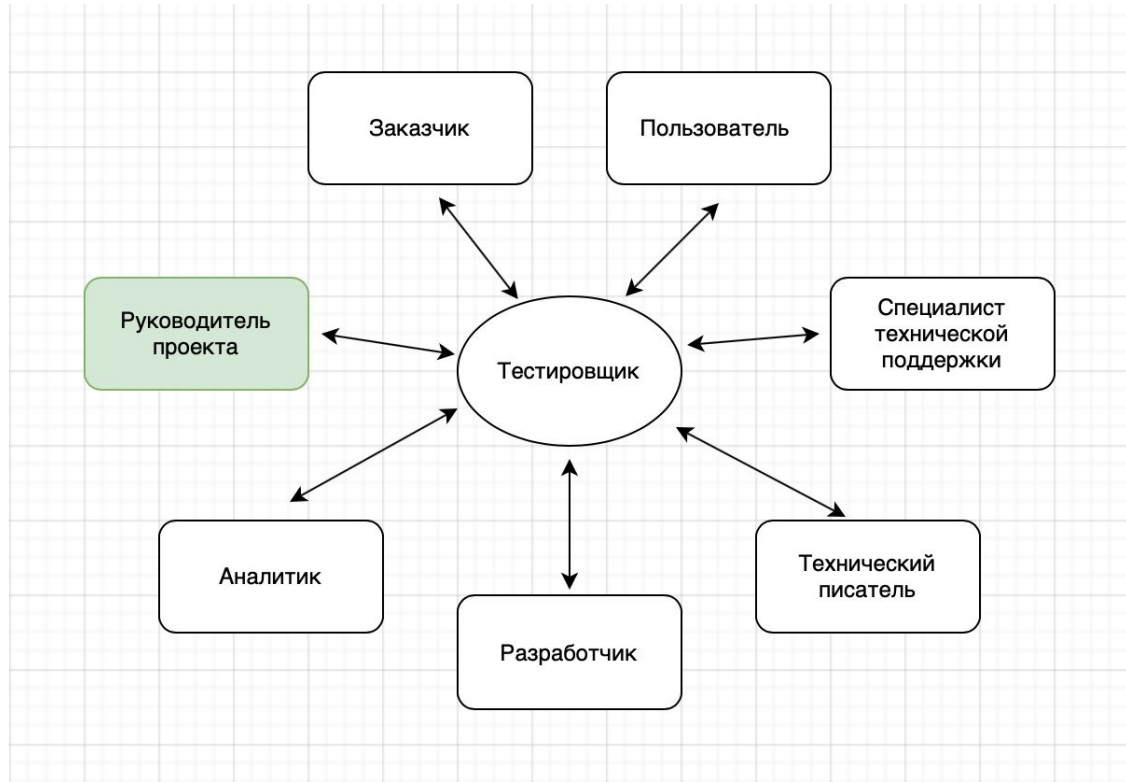 Заказчик
Пользователь
Руководитель
проекта
Специалист
технической
поддержки
Тестировщик
Аналитик
Технический
писатель
Разработчик